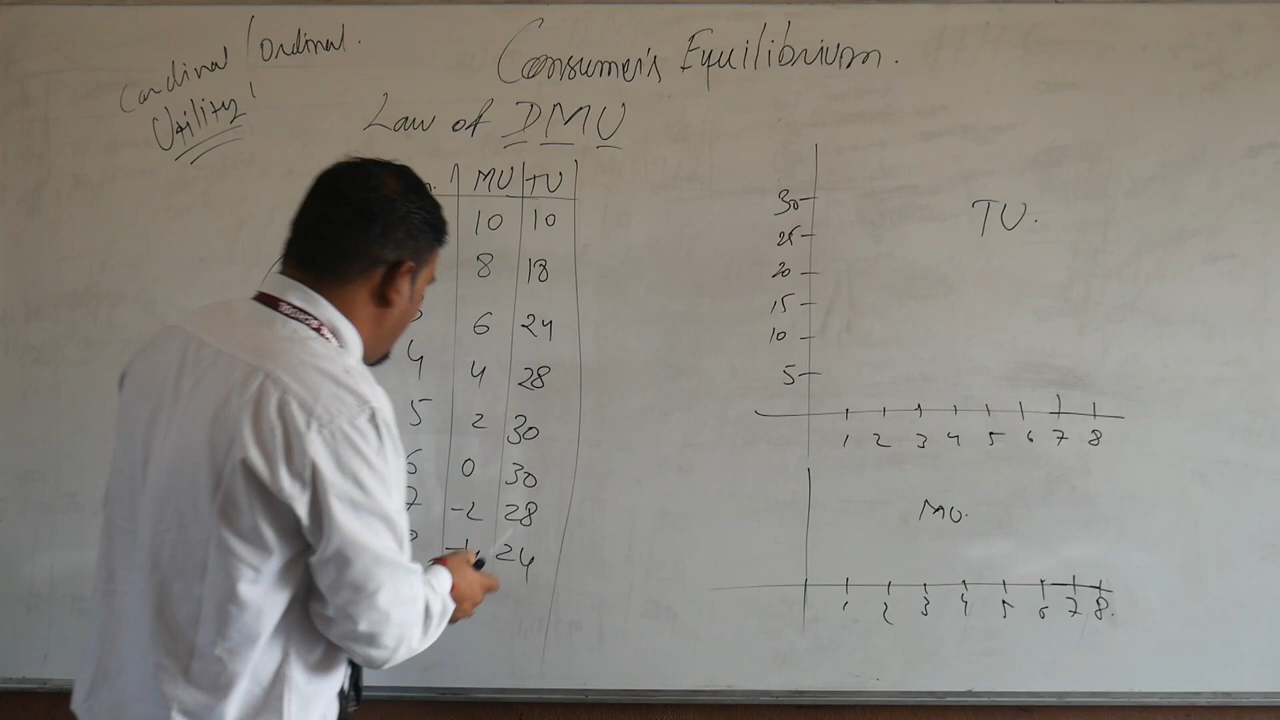 Cardinal / Ordinal.
Utility!
Consumer's Equilibrium.
Law of DMU
MU TU
10 10
8 18
6 24
4 4 28
5 2 30
6 0 30
7 -2 28
24
30
25
20
15
10
5
TU.
1 2 3 4 5 6 7 8
MU.
1 2 3 4 5 6 7 8.